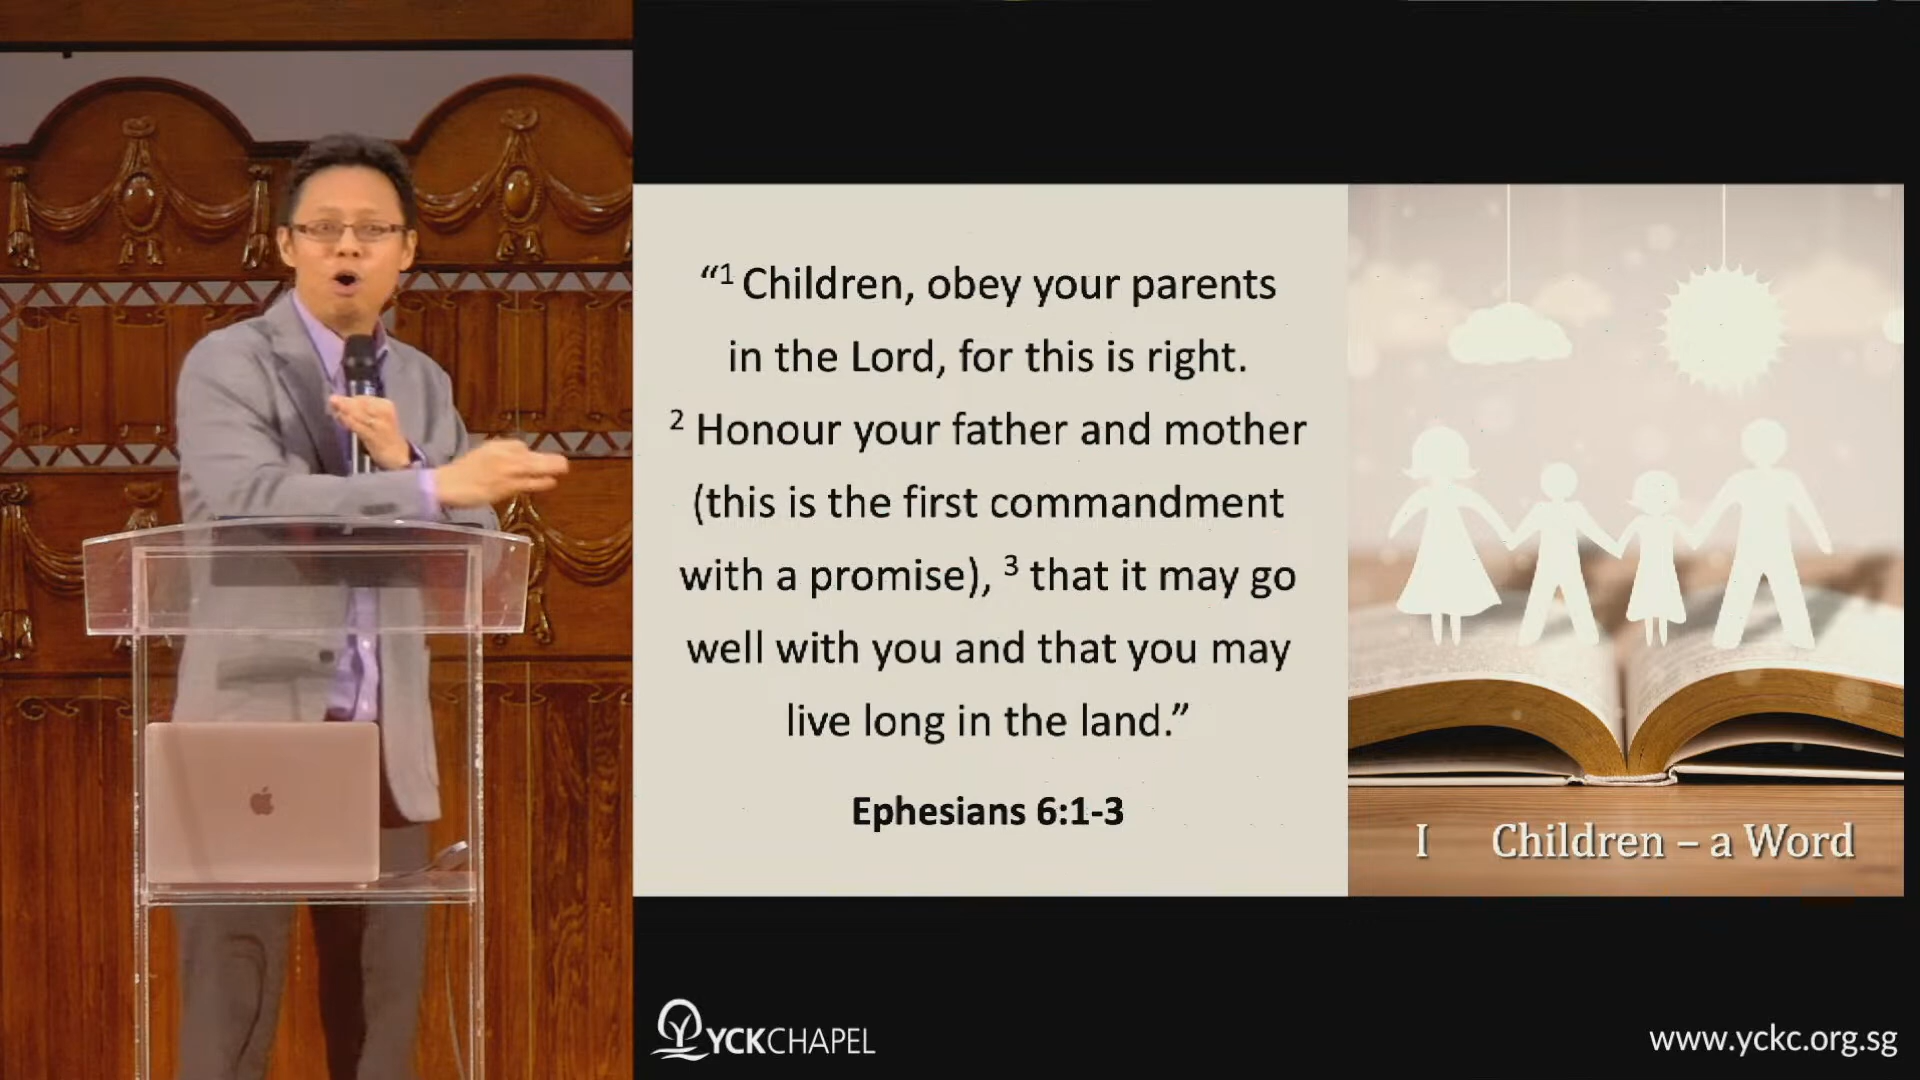 “1 Children, obey your parents
in the Lord, for this is right.
2 Honour your father and mother
(this is the first commandment
with a promise), 3 that it may go
well with you and that you may
live long in the land.”
Ephesians 6:1-3
I Children – a Word
YCKCHAPEL
www.yckc.org.sg